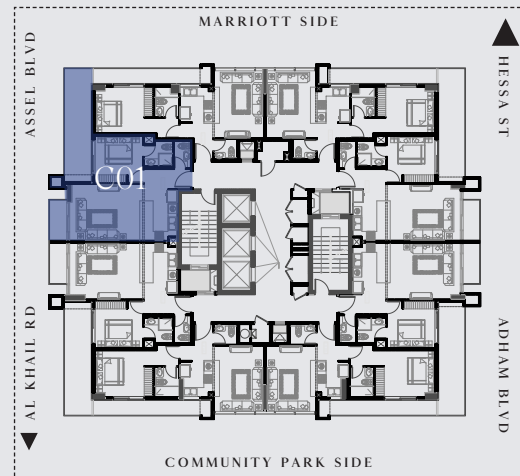 MARRIOTT SIDE
ASSEL BLVD
HESSA ST
C01
AL KHAIL RD
ADHAM BLVD
COMMUNITY PARK SIDE